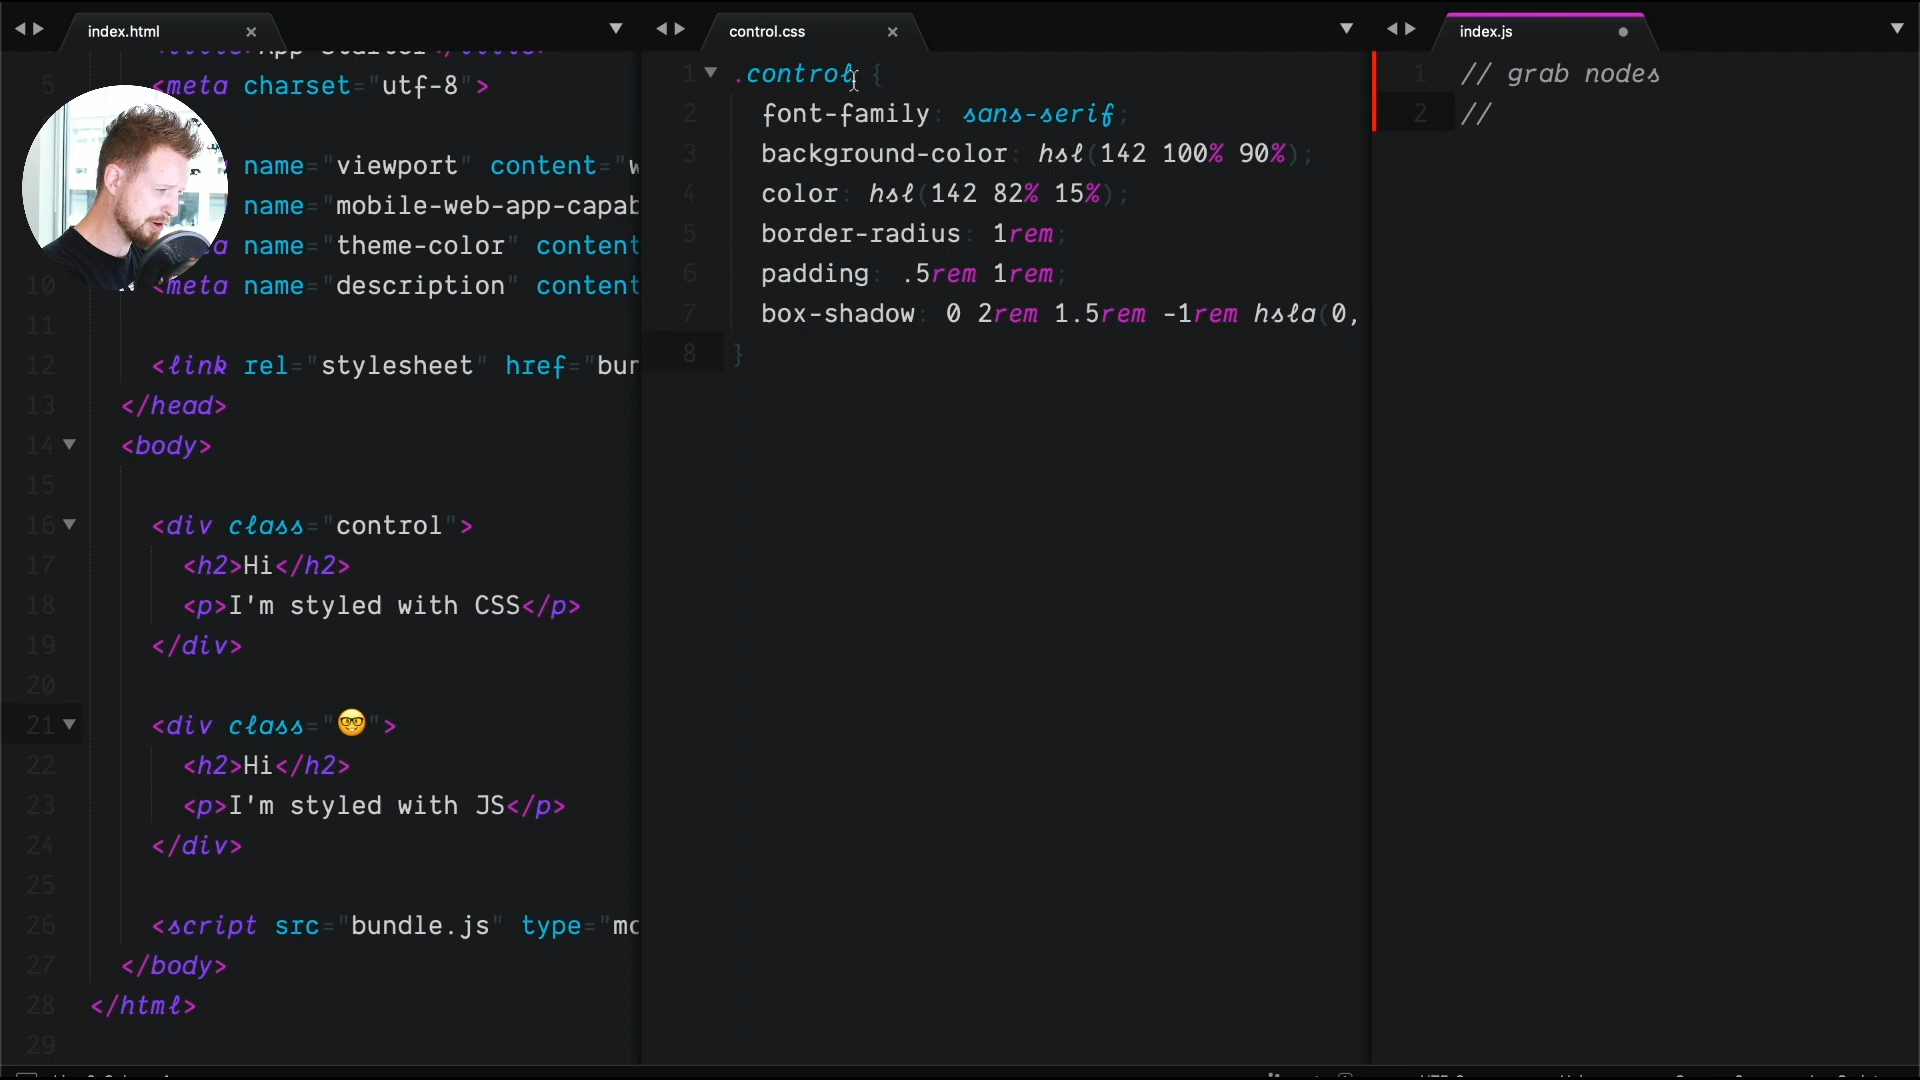 index.html
5 <meta charset="utf-8">
name="viewport" content="w
name="mobile-web-app-capab
name="theme-color" content
10 <meta name="description" content
11
12 <link rel="stylesheet" href="bun
13 </head>
14 <body>
15
16 <div class="control">
17 <h2>Hi</h2>
18 <p>I'm styled with CSS</p>
19 </div>
20
21 <div class="🤓">
22 <h2>Hi</h2>
23 <p>I'm styled with JS</p>
24 </div>
25
26 <script src="bundle.js" type="mo
27 </body>
28 </html>
29
control.css
1 .control {
2 font-family: sans-serif;
3 background-color: hsl(142 100% 90%);
4 color: hsl(142 82% 15%);
5 border-radius: 1rem;
6 padding: .5rem 1rem;
7 box-shadow: 0 2rem 1.5rem -1rem hsla(0,
8 }
index.js
1 // grab nodes
2 //